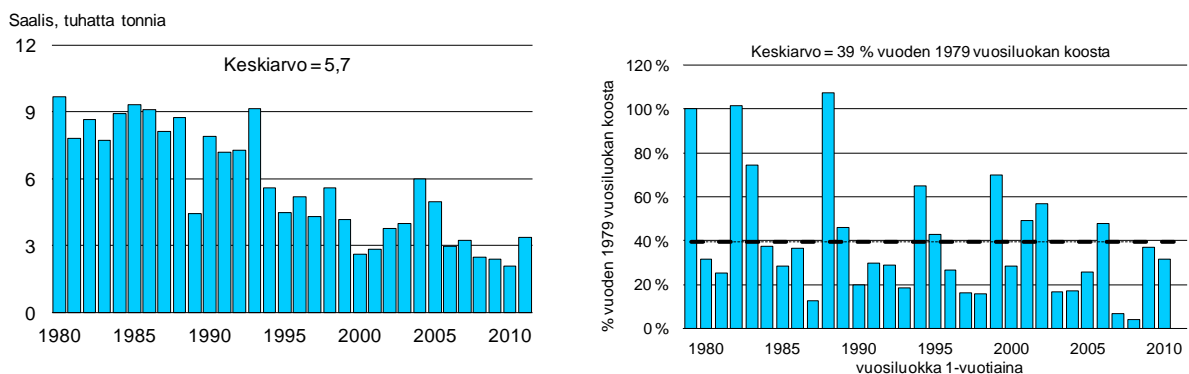 Saalis, tuhatta tonnia
12
9
6
3
0
Keskiarvo = 5,7
1980 1985 1990 1995 2000 2005 2010
Keskiarvo = 39 % vuoden 1979 vuosiluokan koosta
% vuoden 1979 vuosiluokan koosta
120 %
100 %
80 %
60 %
40 %
20 %
0 %
1980 1985 1990 1995 2000 2005 2010
vuosiluokka 1-vuotiaina